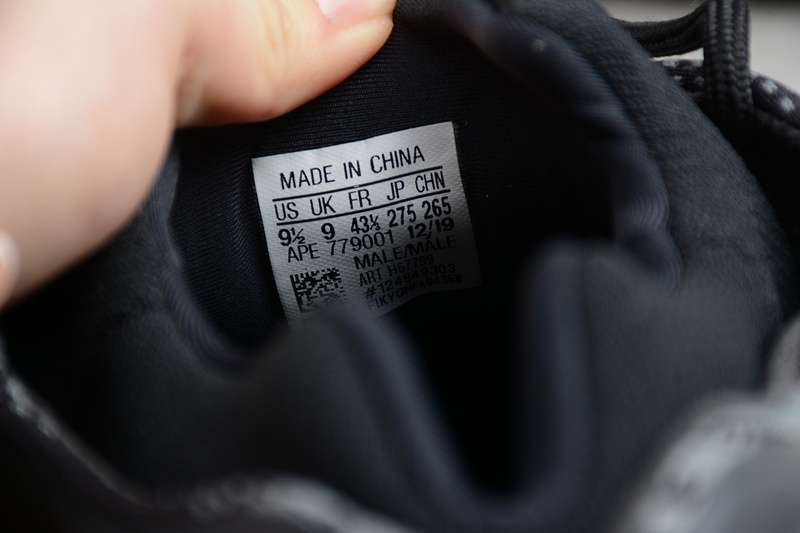 MADE IN CHINA
US UK FR JP CHN
9½ 9 43⅓ 275 265
APE 779001 12/19
MALE/MALE
ART